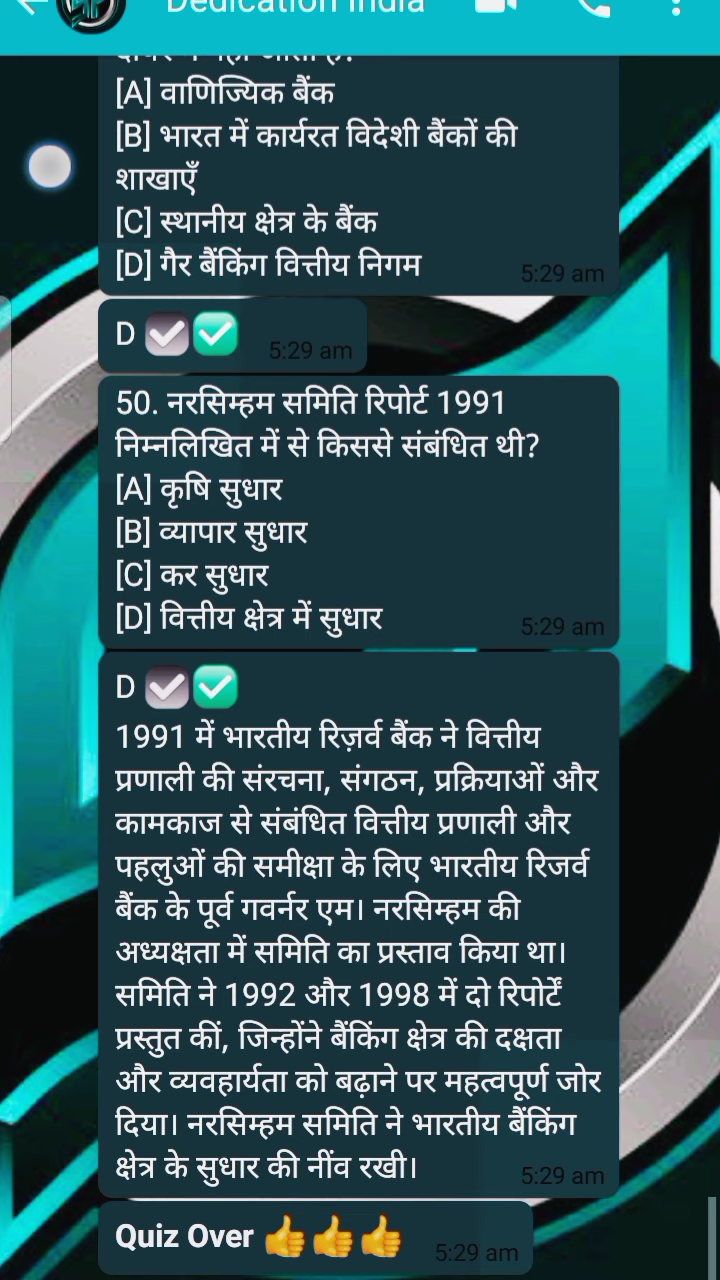 Dedication India
[A] वाणिज्यिक बैंक
[B] भारत में कार्यरत विदेशी बैंकों की
शाखाएँ
[C] स्थानीय क्षेत्र के बैंक
[D] गैर बैंकिंग वित्तीय निगम
5:29 am
D
5:29 am
50. नरसिम्हम समिति रिपोर्ट 1991
निम्नलिखित में से किससे संबंधित थी?
[A] कृषि सुधार
[B] व्यापार सुधार
[C] कर सुधार
[D] वित्तीय क्षेत्र में सुधार
5:29 am
D
1991 में भारतीय रिज़र्व बैंक ने वित्तीय
प्रणाली की संरचना, संगठन, प्रक्रियाओं और
कामकाज से संबंधित वित्तीय प्रणाली और
पहलुओं की समीक्षा के लिए भारतीय रिजर्व
बैंक के पूर्व गवर्नर एम। नरसिम्हम की
अध्यक्षता में समिति का प्रस्ताव किया था।
समिति ने 1992 और 1998 में दो रिपोर्टें
प्रस्तुत कीं, जिन्होंने बैंकिंग क्षेत्र की दक्षता
और व्यवहार्यता को बढ़ाने पर महत्वपूर्ण जोर
दिया। नरसिम्हम समिति ने भारतीय बैंकिंग
क्षेत्र के सुधार की नींव रखी।
5:29 am
Quiz Over
5:29 am